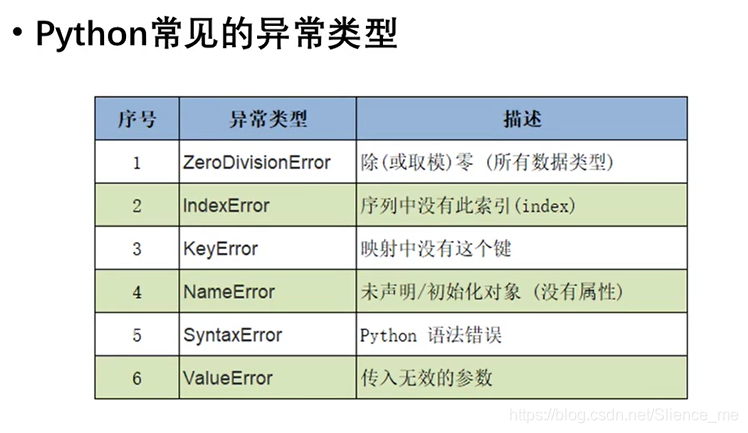 • Python常见的异常类型
序号 异常类型 描述
1 ZeroDivisionError 除(或取模)零 (所有数据类型)
2 IndexError 序列中没有此索引(index)
3 KeyError 映射中没有这个键
4 NameError 未声明/初始化对象 (没有属性)
5 SyntaxError Python 语法错误
6 ValueError 传入无效的参数
https://blog.csdn.net/Slience_me